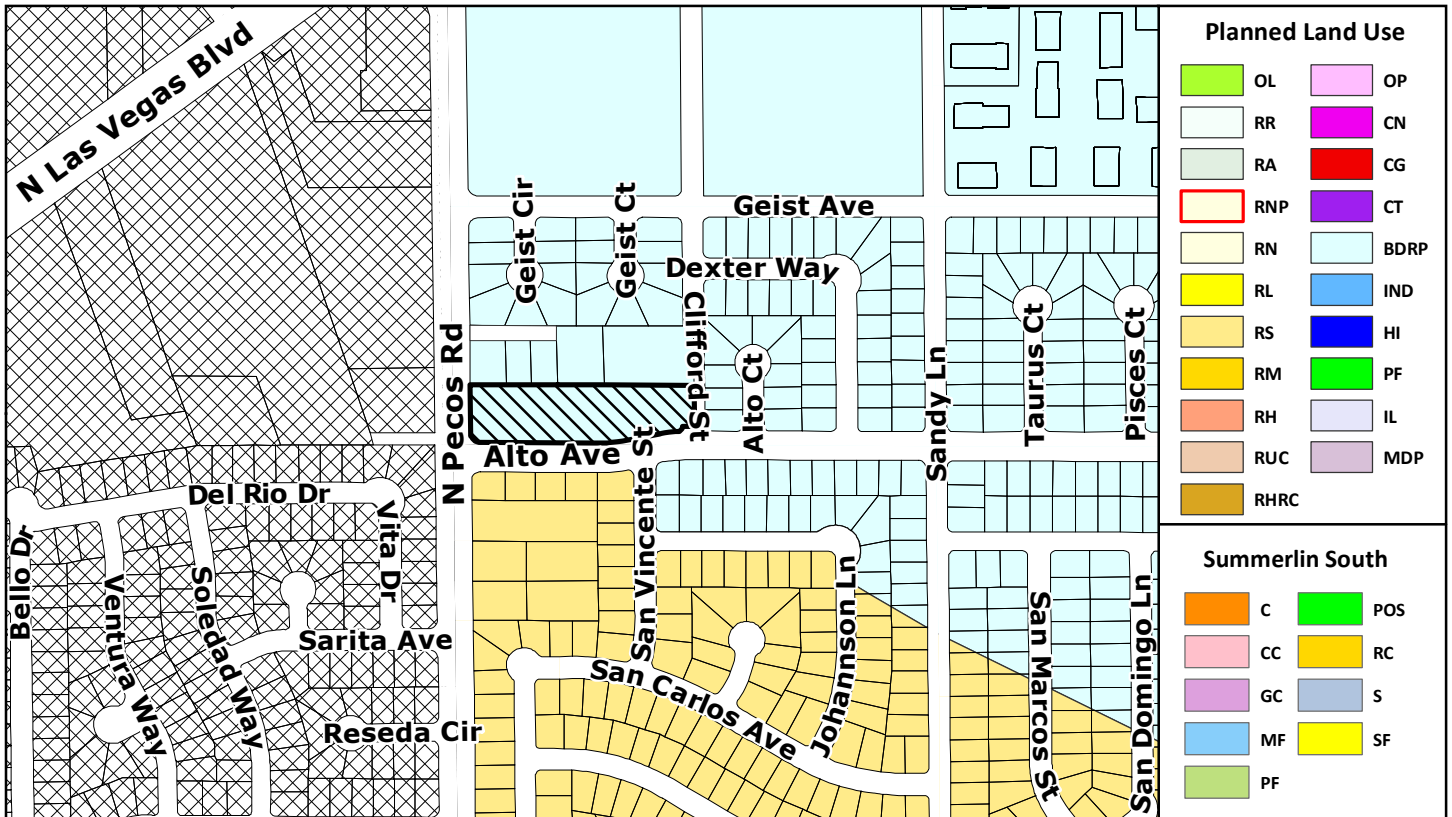 N Las Vegas Blvd
Geist Cir
Geist Ct
Geist Ave
Dexter Way
Clifford St
Alto Ct
N Pecos Rd
Sandy Ln
Taurus Ct
Pisces Ct
Alto Ave
Del Rio Dr
Vita Dr
Bello Dr
Ventura Way
Soledad Way
Sarita Ave
Reseda Cir
San Vincente St
San Carlos Ave
Johannson Ln
San Marcos St
San Domingo Ln
Planned Land Use
OL
OP
RR
CN
RA
CG
RNP
CT
RN
BDRP
RL
IND
RS
HI
RM
PF
RH
IL
RUC
MDP
RHRC
Summerlin South
C
POS
CC
RC
GC
S
MF
SF
PF